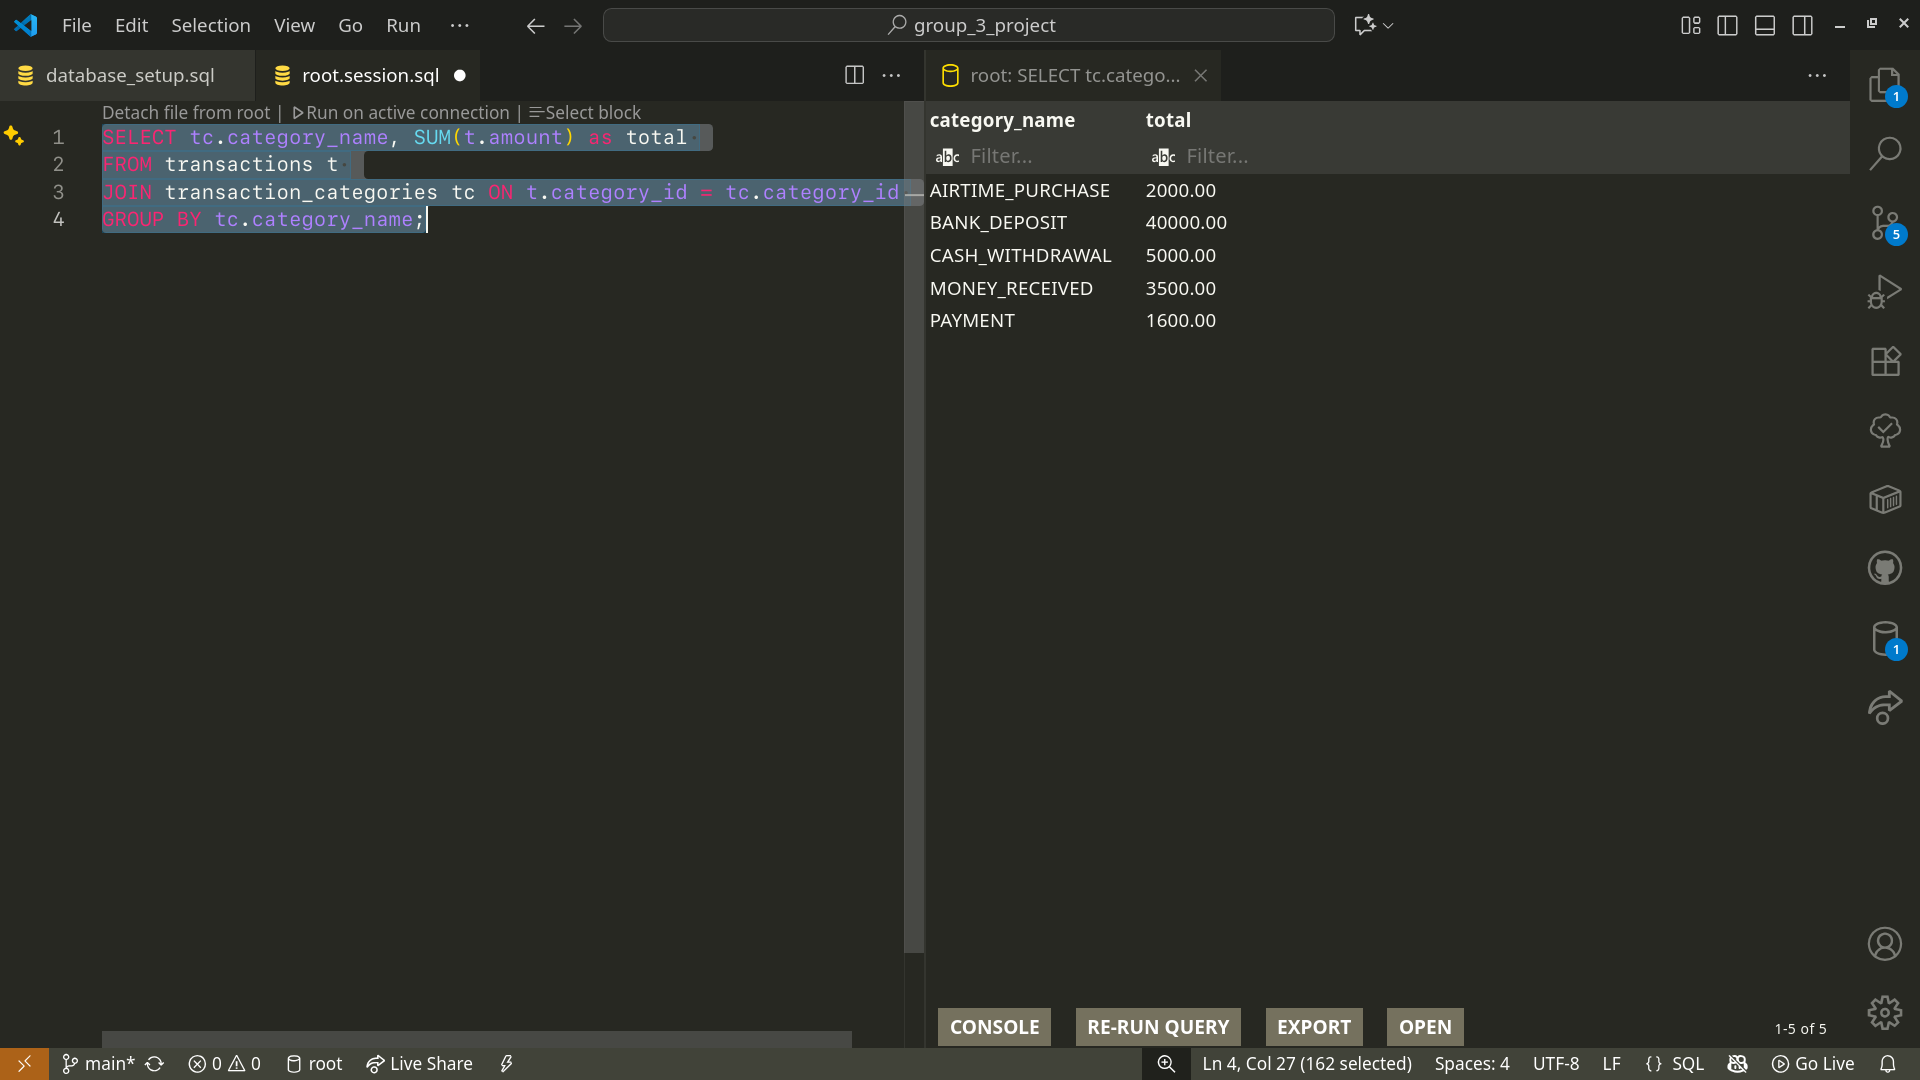 File Edit Selection View Go Run ···
group_3_project
database_setup.sql
root.session.sql
root: SELECT tc.catego...
Detach file from root | Run on active connection | Select block
1 SELECT tc.category_name, SUM(t.amount) as total
2 FROM transactions t
3 JOIN transaction_categories tc ON t.category_id = tc.category_id
4 GROUP BY tc.category_name;
category_name total
abc Filter... abc Filter...
AIRTIME_PURCHASE 2000.00
BANK_DEPOSIT 40000.00
CASH_WITHDRAWAL 5000.00
MONEY_RECEIVED 3500.00
PAYMENT 1600.00
1
5
1
CONSOLE RE-RUN QUERY EXPORT OPEN 1-5 of 5
main* 0 0 root Live Share Ln 4, Col 27 (162 selected) Spaces: 4 UTF-8 LF {} SQL Go Live